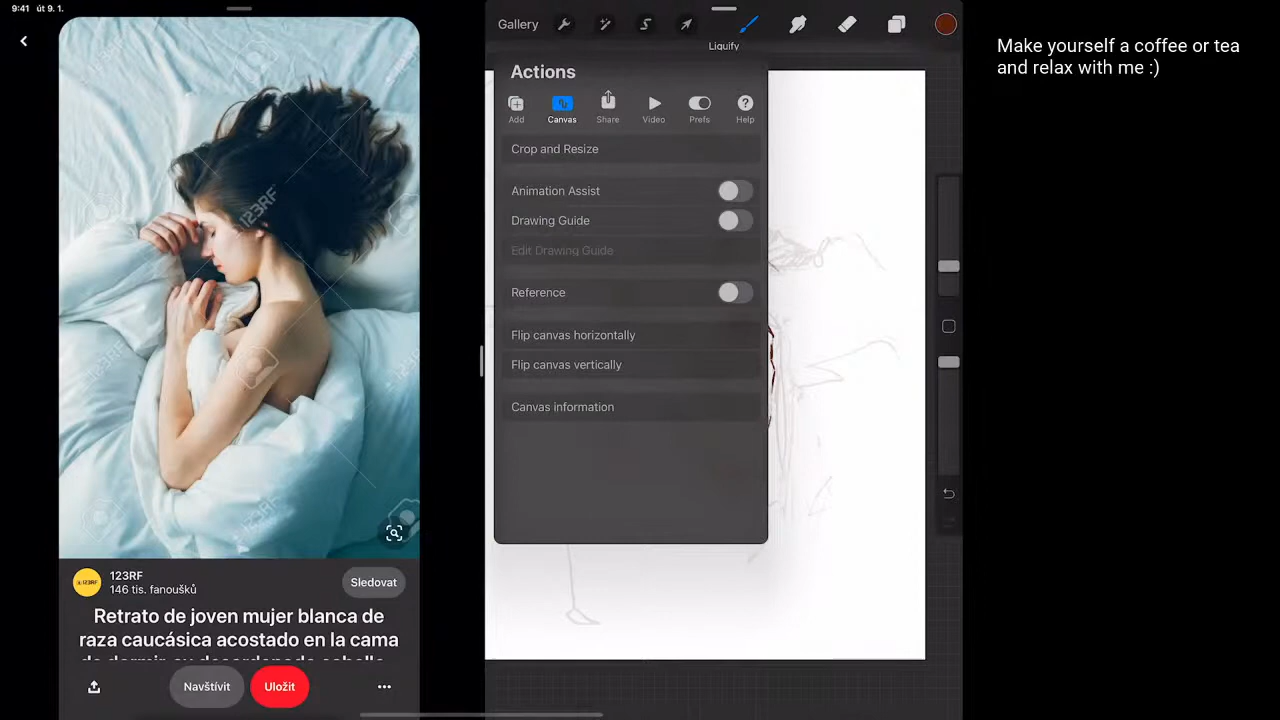 9:41 út 9. 1.
123RF
123RF
146 tis. fanoušků
Sledovat
Retrato de joven mujer blanca de
raza caucásica acostado en la cama
Navštívit
Uložit
Gallery
Liquify
Actions
Add
Canvas
Share
Video
Prefs
Help
Crop and Resize
Animation Assist
Drawing Guide
Edit Drawing Guide
Reference
Flip canvas horizontally
Flip canvas vertically
Canvas information
Make yourself a coffee or tea
and relax with me :)